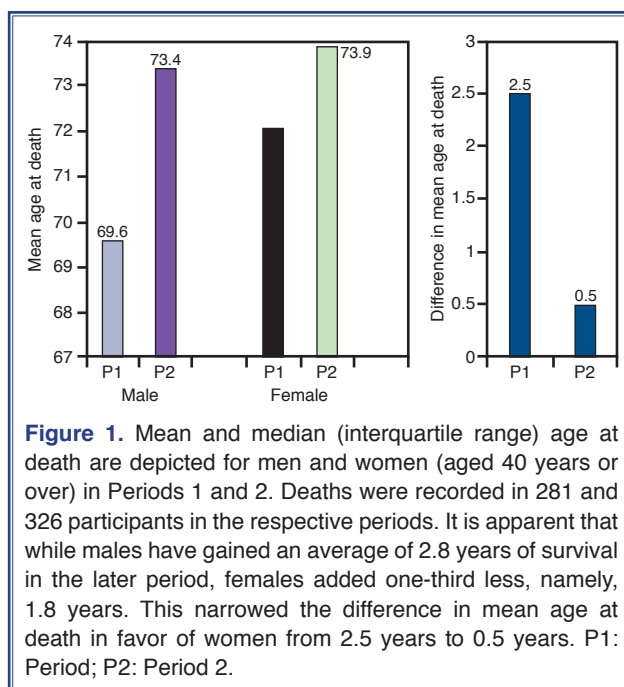 74
73
72
71
70
69
68
67
Mean age at death
69.6
73.4
73.9
P1 P2 P1 P2
Male Female
3
2.5
2
1.5
1
0.5
0
Difference in mean age at death
2.5
0.5
P1 P2
Figure 1. Mean and median (interquartile range) age at
death are depicted for men and women (aged 40 years or
over) in Periods 1 and 2. Deaths were recorded in 281 and
326 participants in the respective periods. It is apparent that
while males have gained an average of 2.8 years of survival
in the later period, females added one-third less, namely,
1.8 years. This narrowed the difference in mean age at
death in favor of women from 2.5 years to 0.5 years. P1:
Period; P2: Period 2.